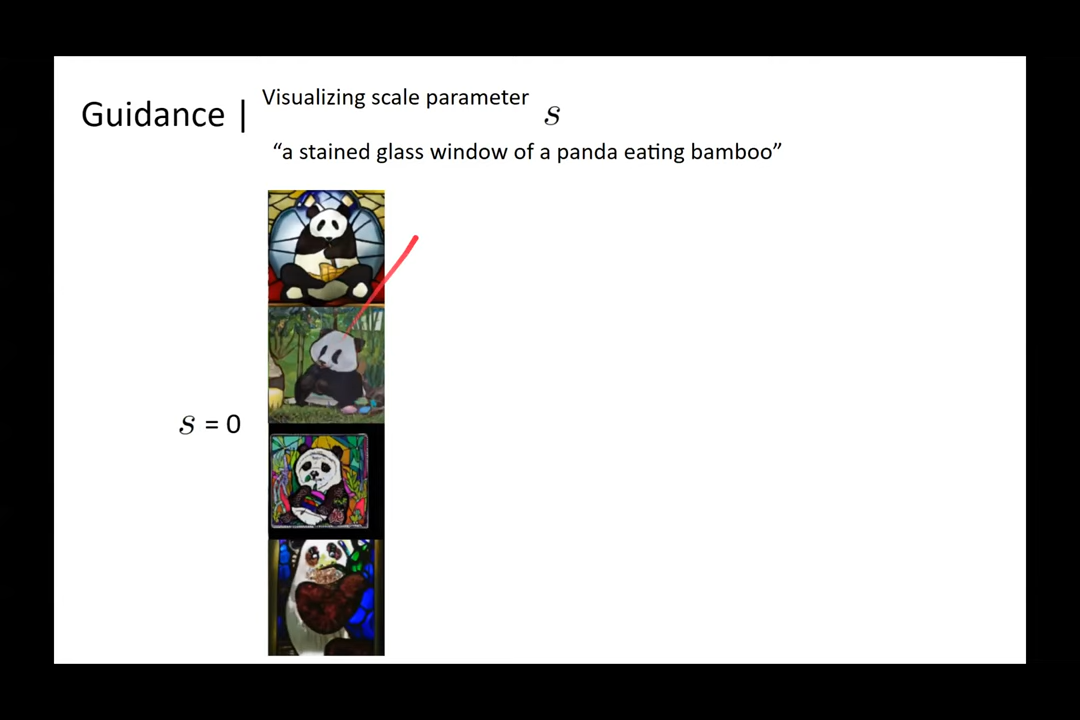 Guidance | Visualizing scale parameter s
“a stained glass window of a panda eating bamboo”
s = 0